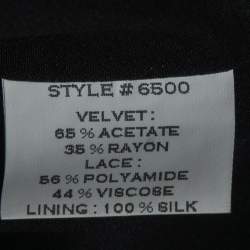 STYLE # 6500
VELVET :
65 % ACETATE
35 % RAYON
LACE :
56 % POLYAMIDE
44 % VISCOSE
LINING : 100 % SILK